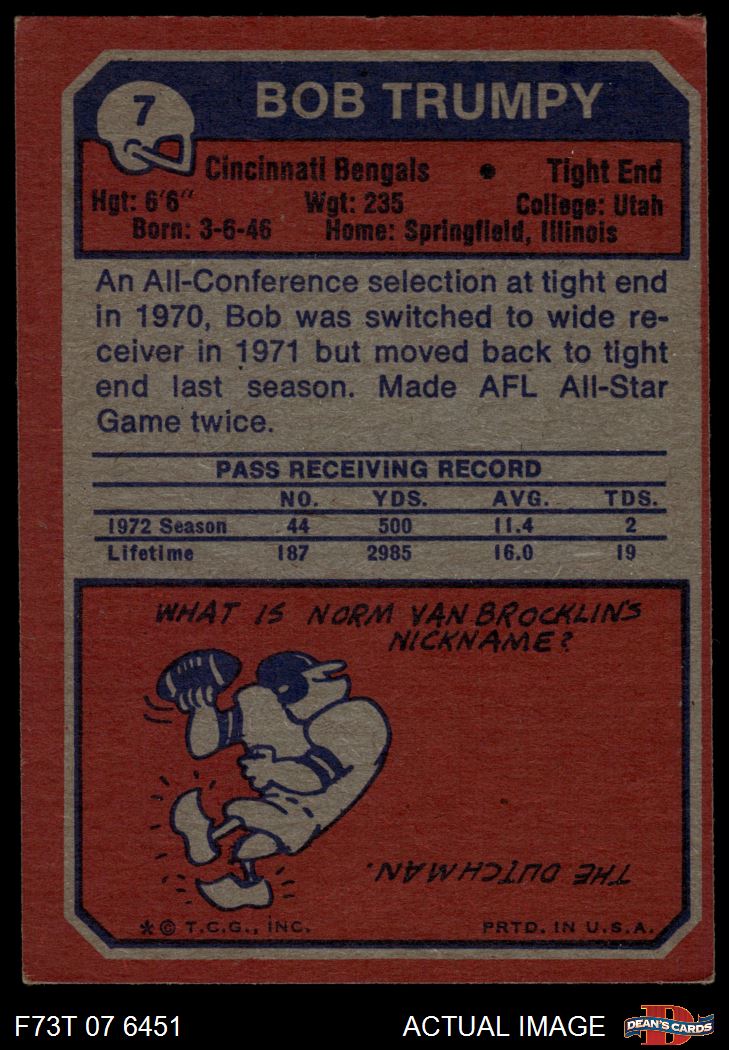 7
BOB TRUMPY
Cincinnati Bengals • Tight End
Hgt: 6'6" Wgt: 235 College: Utah
Born: 3-6-46 Home: Springfield, Illinois
An All-Conference selection at tight end
in 1970, Bob was switched to wide re-
ceiver in 1971 but moved back to tight
end last season. Made AFL All-Star
Game twice.
PASS RECEIVING RECORD
NO. YDS. AVG. TDS.
1972 Season 44 500 11.4 2
Lifetime 187 2985 16.0 19
WHAT IS NORM VAN BROCKLIN'S
NICKNAME?
THE DUTCHMAN.
*© T.C.G., INC. PRTD. IN U.S.A.
F73T 07 6451 ACTUAL IMAGE DEAN'S CARDS